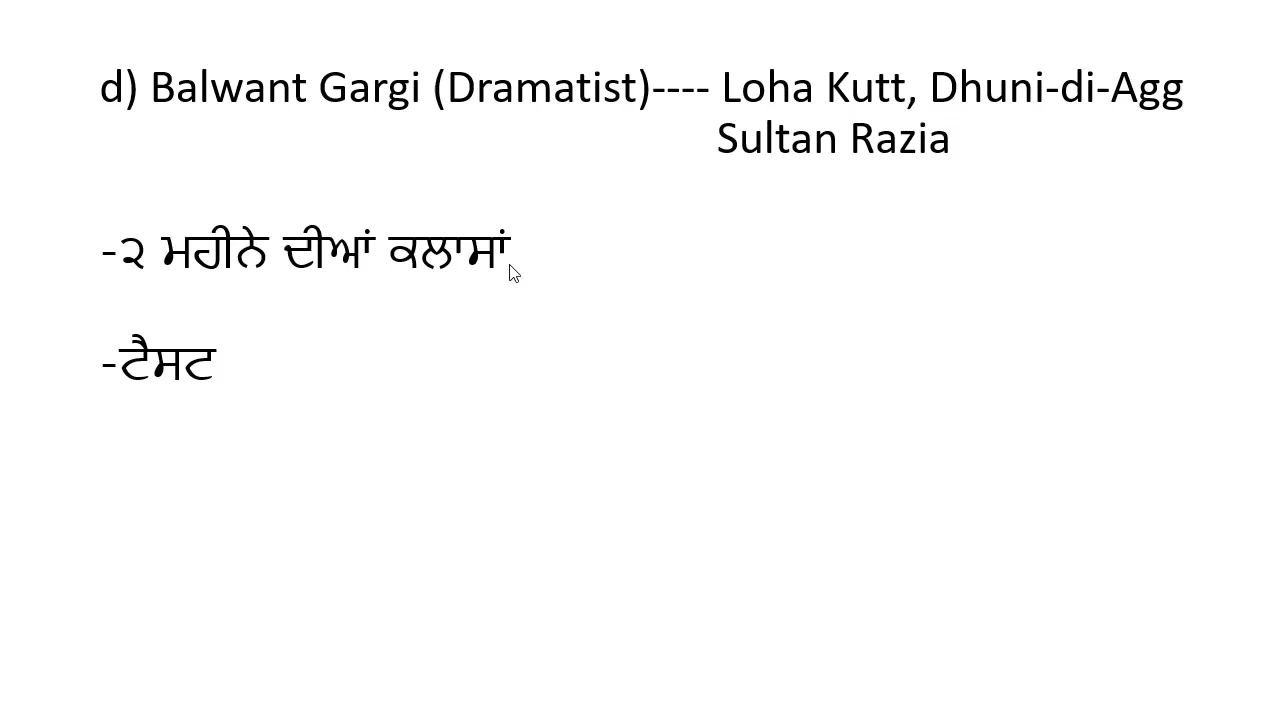 d) Balwant Gargi (Dramatist)---- Loha Kutt, Dhuni-di-Agg
Sultan Razia
-੨ ਮਹੀਨੇ ਦੀਆਂ ਕਲਾਸਾਂ
-ਟੈਸਟ